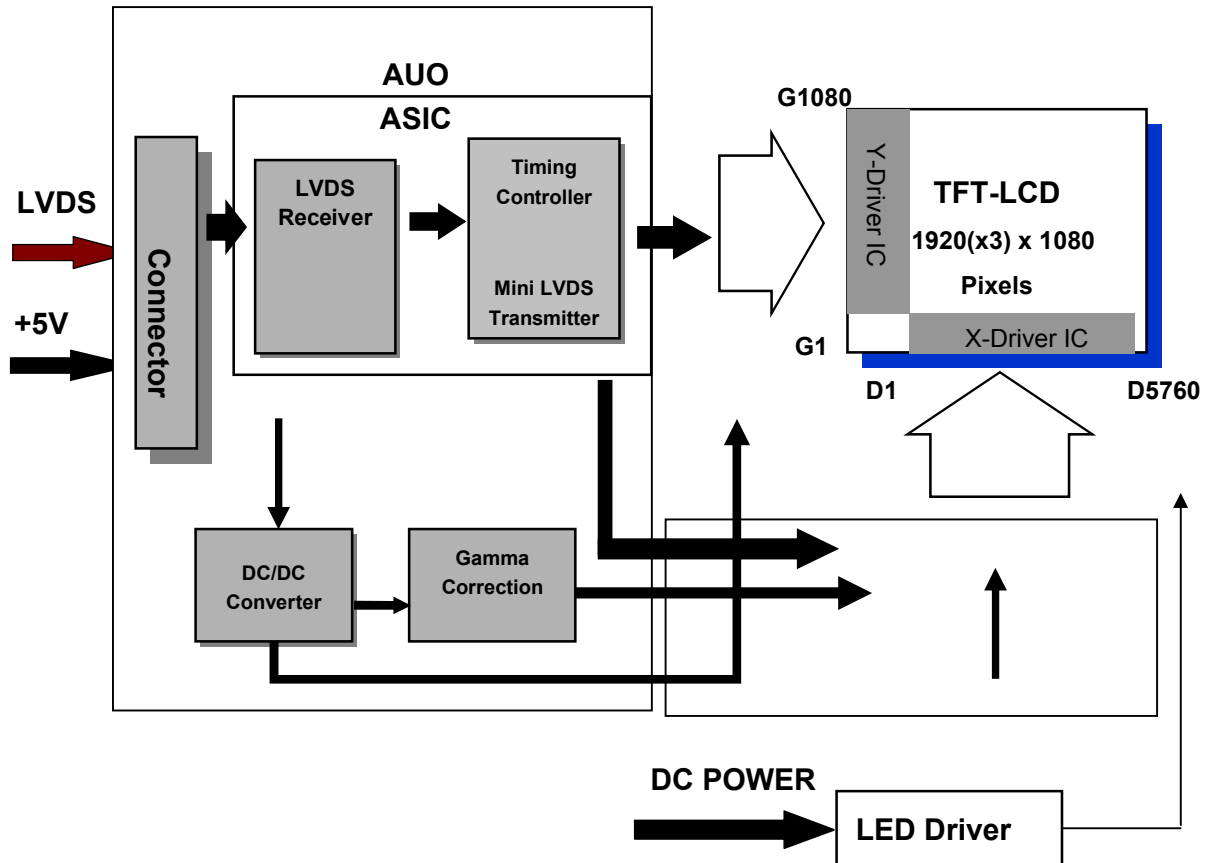 AUO
ASIC
LVDS
+5V
Connector
LVDS
Receiver
Timing
Controller
Mini LVDS
Transmitter
G1080
Y-Driver IC
TFT-LCD
1920(x3) x 1080
Pixels
X-Driver IC
G1
D1
D5760
DC/DC
Converter
Gamma
Correction
DC POWER
LED Driver